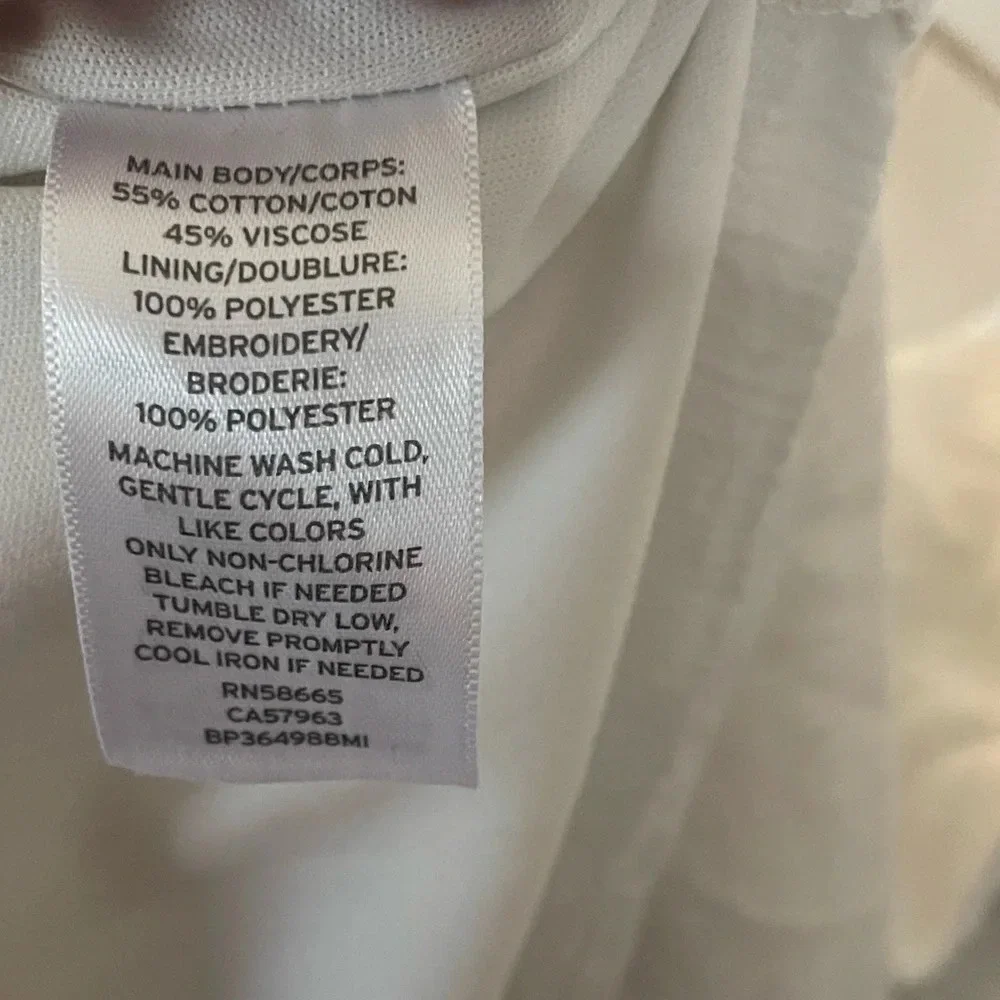 MAIN BODY/CORPS:
55% COTTON/COTON
45% VISCOSE
LINING/DOUBLURE:
100% POLYESTER
EMBROIDERY/
BRODERIE:
100% POLYESTER
MACHINE WASH COLD,
GENTLE CYCLE, WITH
LIKE COLORS
ONLY NON-CHLORINE
BLEACH IF NEEDED
TUMBLE DRY LOW,
REMOVE PROMPTLY
COOL IRON IF NEEDED
RN58665
CA57963
BP36498BMI